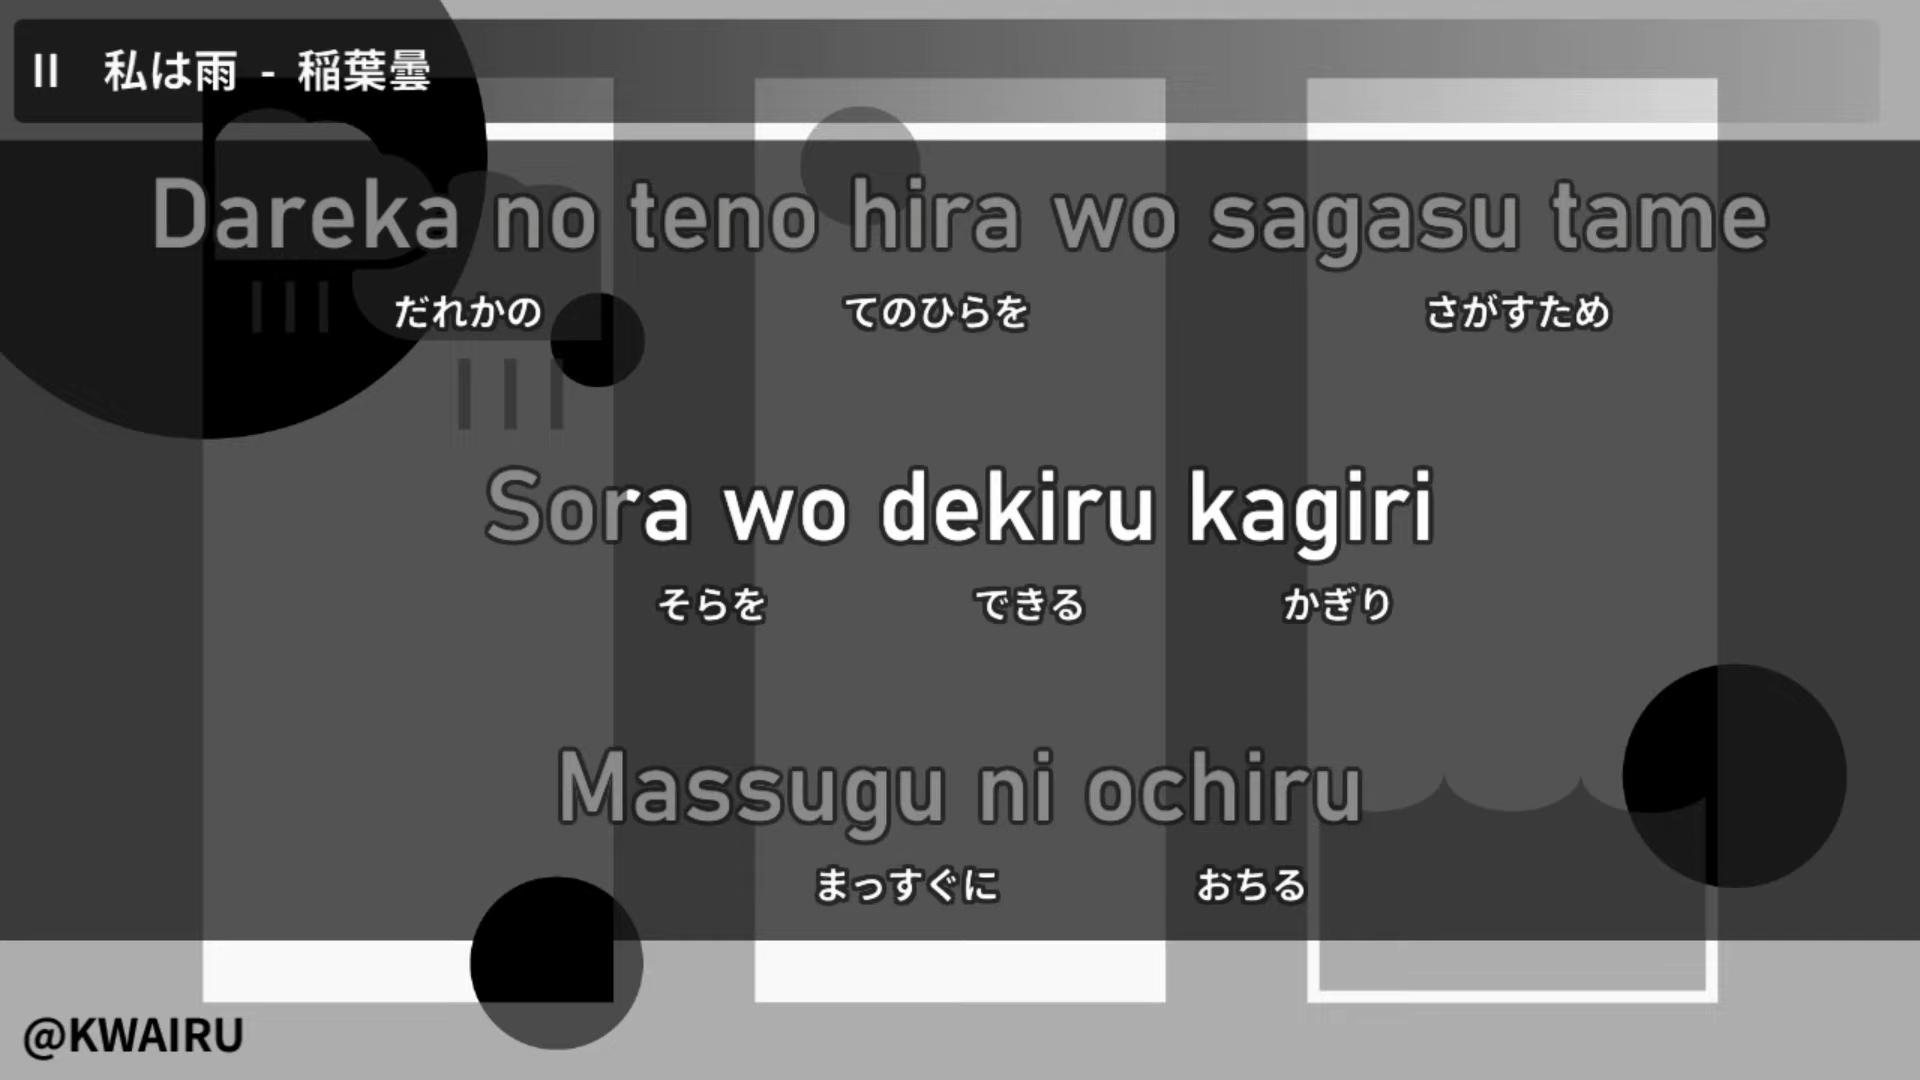 私は雨 - 稲葉曇
Dareka no teno hira wo sagasu tame
だれかの てのひらを さがすため
Sora wo dekiru kagiri
そらを できる かぎり
Massugu ni ochiru
まっすぐに おちる
@KWAIRU